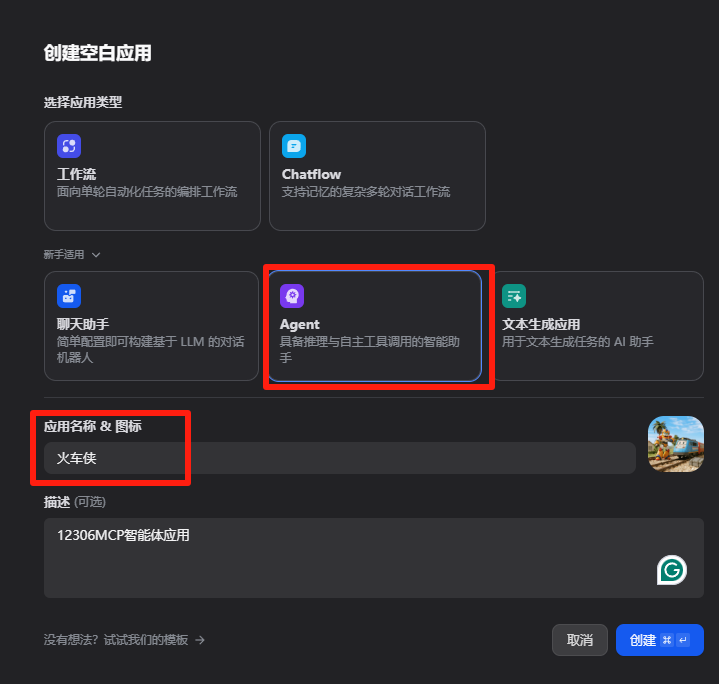 创建空白应用
选择应用类型
工作流
面向单轮自动化任务的编排工作流
Chatflow
支持记忆的复杂多轮对话工作流
新手适用
聊天助手
简单配置即可构建基于 LLM 的对话
机器人
Agent
具备推理与自主工具调用的智能助
手
文本生成应用
用于文本生成任务的 AI 助手
应用名称 & 图标
火车侠
描述 (可选)
12306MCP智能体应用
没有想法? 试试我们的模板 →
取消
创建 ⌘ ↵